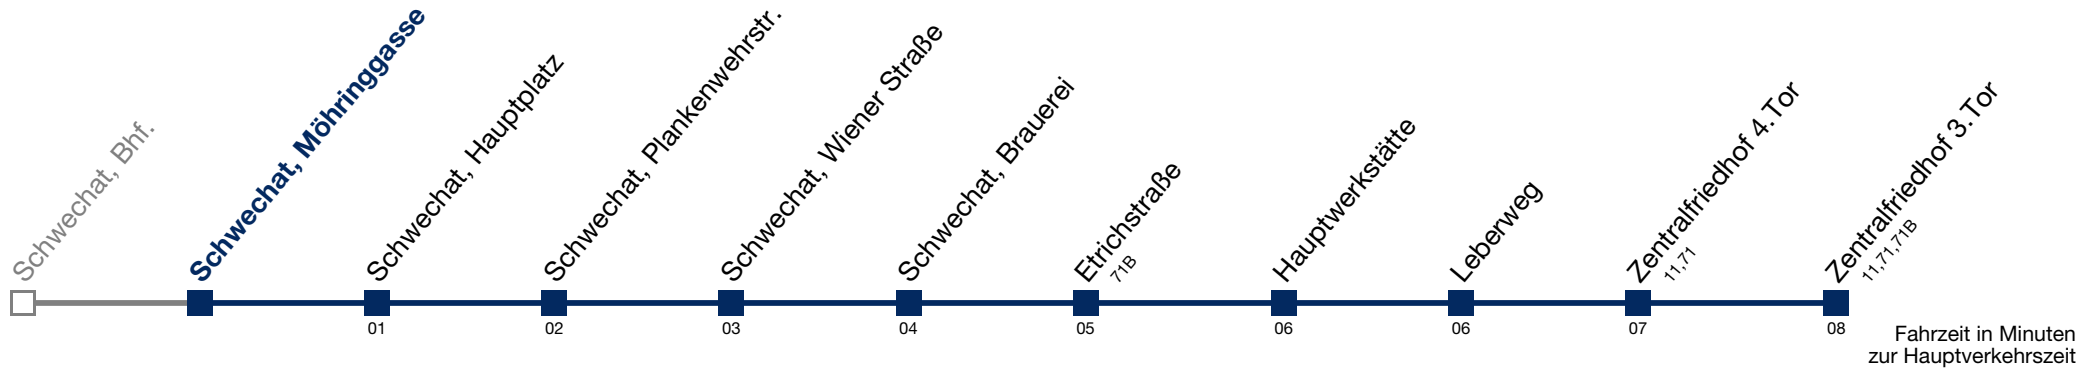 Schwechat, Bhf.
Schwechat, Möhringgasse
Schwechat, Hauptplatz
Schwechat, Plankenwehrstr.
Schwechat, Wiener Straße
Schwechat, Brauerei
Etrichstraße
71B
Hauptwerkstätte
Leberweg
Zentralfriedhof 4.Tor
11,71
Zentralfriedhof 3.Tor
11,71,71B
01
02
03
04
05
06
06
07
08
Fahrzeit in Minuten
zur Hauptverkehrszeit